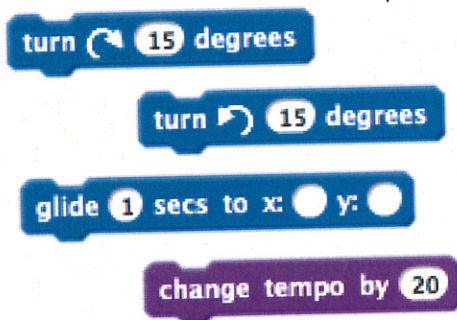 turn 15 degrees
turn 15 degrees
glide 1 secs to x: y:
change tempo by 20